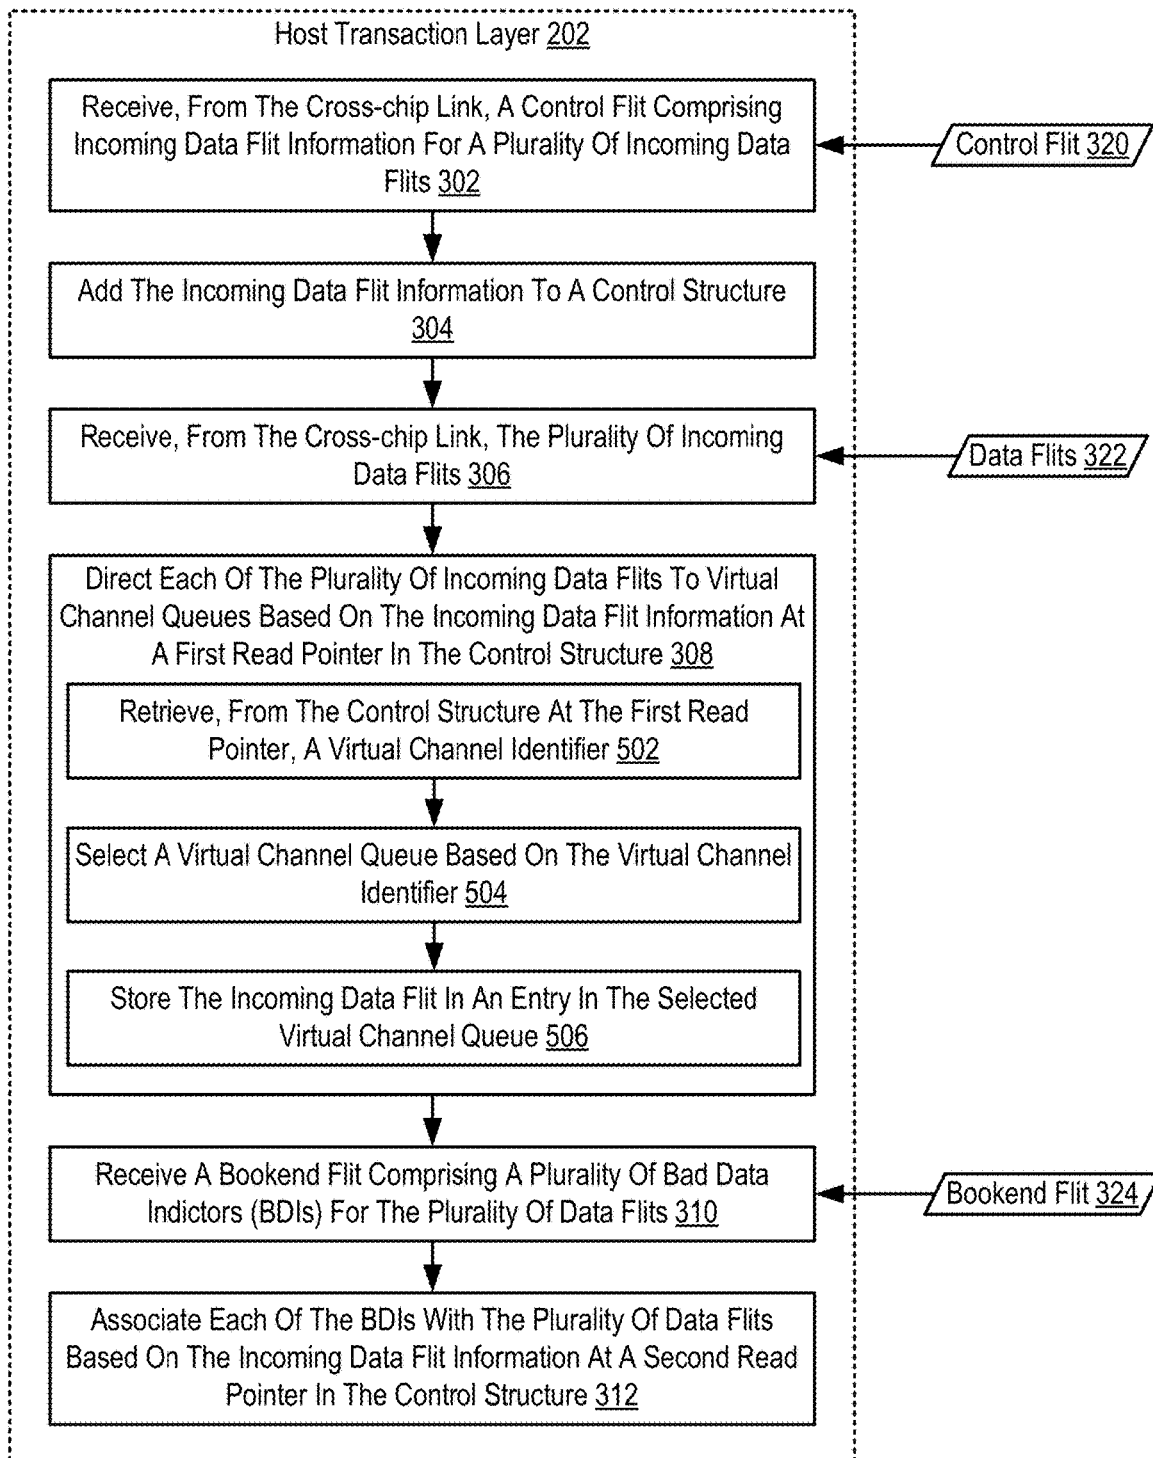 Host Transaction Layer 202
Receive, From The Cross-chip Link, A Control Flit Comprising
Incoming Data Flit Information For A Plurality Of Incoming Data
Flits 302
Control Flit 320
Add The Incoming Data Flit Information To A Control Structure
304
Receive, From The Cross-chip Link, The Plurality Of Incoming
Data Flits 306
Data Flits 322
Direct Each Of The Plurality Of Incoming Data Flits To Virtual
Channel Queues Based On The Incoming Data Flit Information At
A First Read Pointer In The Control Structure 308
Retrieve, From The Control Structure At The First Read
Pointer, A Virtual Channel Identifier 502
Select A Virtual Channel Queue Based On The Virtual Channel
Identifier 504
Store The Incoming Data Flit In An Entry In The Selected
Virtual Channel Queue 506
Receive A Bookend Flit Comprising A Plurality Of Bad Data
Indictors (BDIs) For The Plurality Of Data Flits 310
Bookend Flit 324
Associate Each Of The BDIs With The Plurality Of Data Flits
Based On The Incoming Data Flit Information At A Second Read
Pointer In The Control Structure 312